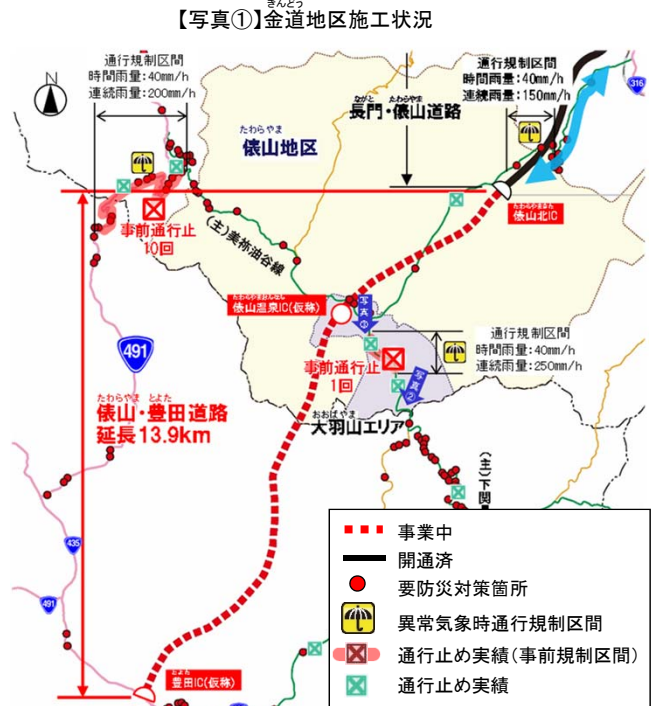 きんどう
【写真①】金道地区施工状況
通行規制区間
時間雨量:40mm/h
連続雨量:200mm/h
通行規制区間
時間雨量:40mm/h
連続雨量:150mm/h
316
N
ながと たわらやま
長門・俵山道路
たわらやま
俵山地区
たわらやまきた
俵山北IC
事前通行止
10回
(主)美祢油谷線
たわらやまおんせん
俵山温泉IC(仮称)
写真①
通行規制区間
時間雨量:40mm/h
連続雨量:250mm/h
491
事前通行止
1回
写真②
たわらやま とよた
俵山・豊田道路
延長13.9km
おおばやま
大羽山エリア
(主)下関
435
491
とよた
豊田IC(仮称)
事業中
開通済
要防災対策箇所
異常気象時通行規制区間
通行止め実績(事前規制区間)
通行止め実績